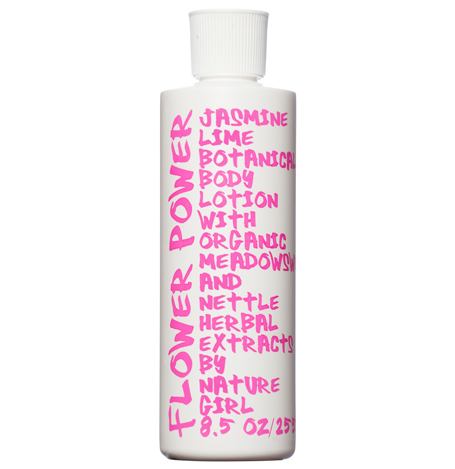 FLOWER POWER
JASMINE
LIME
BOTANICAL
BODY
LOTION
WITH
ORGANIC
MEADOWSW
AND
NETTLE
HERBAL
EXTRACTS
BY
NATURE
GIRL
8.5 OZ/25